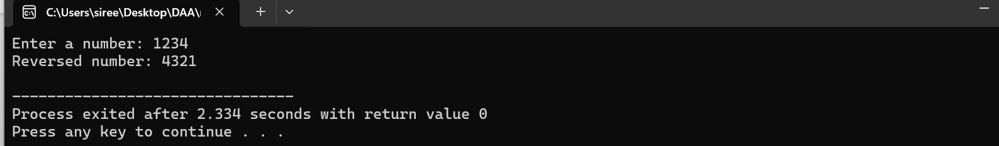 C:\Users\siree\Desktop\DAA\
Enter a number: 1234
Reversed number: 4321
--------------------------------
Process exited after 2.334 seconds with return value 0
Press any key to continue . . .